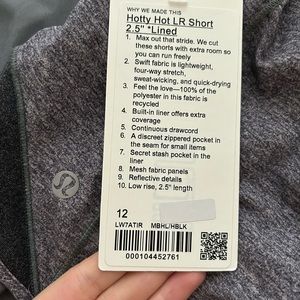 WHY WE MADE THIS
Hotty Hot LR Short
2.5" *Lined
1. Max out that stride. We cut
these shorts with extra room so
you can run freely
2. Swift fabric is lightweight,
four-way stretch,
sweat-wicking, and quick-drying
3. Feel the love—100% of the
polyester in this fabric is
recycled
4. Built-in liner offers extra
coverage
5. Continuous drawcord
6. A discreet zippered pocket in
the seam for small items
7. Secret stash pocket in the
liner
8. Mesh fabric panels
9. Reflective details
10. Low rise, 2.5" length
12
LW7ATIR MBHL/HBLK
000104452761